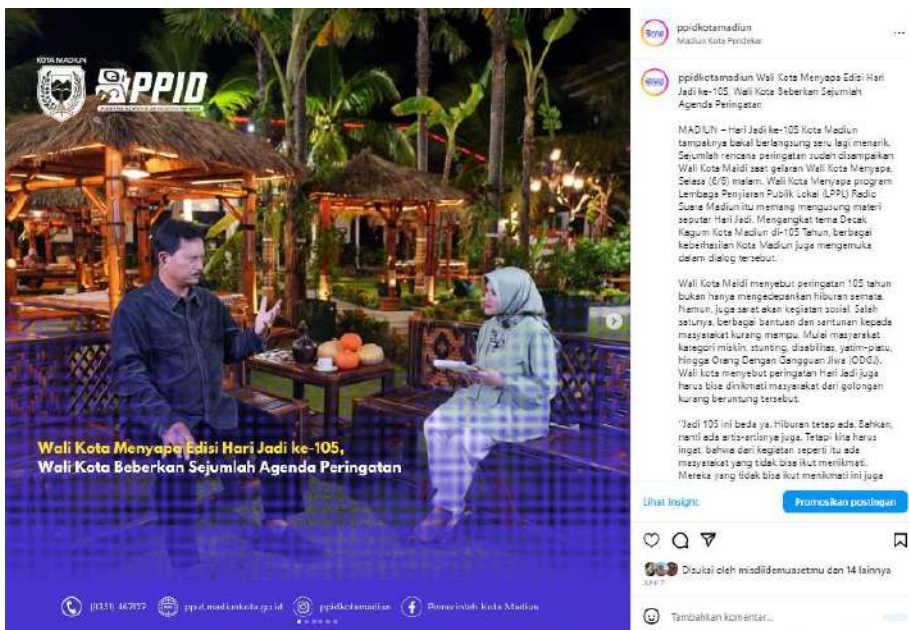 KOTA MADIUN
PPID
Wali Kota Menyapa Edisi Hari Jadi ke-105,
Wali Kota Beberkan Sejumlah Agenda Peringatan
(0351) 467327
ppid.madiunkota.go.id
ppidkotamadiun
Pemerintah Kota Madiun
ppidkotamadiun
Madiun Kota Pendekar
ppidkotamadiun Wali Kota Menyapa Edisi Hari
Jadi ke-105, Wali Kota Beberkan Sejumlah
Agenda Peringatan
MADIUN – Hari Jadi ke-105 Kota Madiun
tampaknya bakal berlangsung seru lagi menarik.
Sejumlah rencana peringatan sudah disampaikan
Wali Kota Maidi saat gelaran Wali Kota Menyapa,
Selasa (6/6) malam. Wali Kota Menyapa program
Lembaga Penyiaran Publik Lokal (LPPL) Radio
Suara Madiun itu memang mengusung materi
seputar Hari Jadi. Mengangkat tema Decak
Kagum Kota Madiun di-105 Tahun, berbagai
keberhasilan Kota Madiun juga mengemuka
dalam dialog tersebut.
Wali Kota Maidi menyebut peringatan 105 tahun
bukan hanya mengedepankan hiburan semata.
Namun, juga sarat akan kegiatan sosial. Salah
satunya, berbagai bantuan dan santunan kepada
masyarakat kurang mampu. Mulai masyarakat
kategori miskin, stunting, disabilitas, yatim-piatu,
hingga Orang Dengan Gangguan Jiwa (ODGJ).
Wali kota menyebut peringatan Hari Jadi juga
harus bisa dinikmati masyarakat dari golongan
kurang beruntung tersebut.
"Jadi 105 ini beda ya. Hiburan tetap ada. Bahkan,
nanti ada artis-artisnya juga. Tetapi kita harus
ingat, bahwa dari kegiatan seperti itu ada
masyarakat yang tidak bisa ikut menikmati.
Mereka yang tidak bisa ikut menikmati ini juga
Lihat Insight
Promosikan postingan
Disukai oleh misdiidemuasetmu dan 14 lainnya
JUNI 7
Tambahkan komentar...